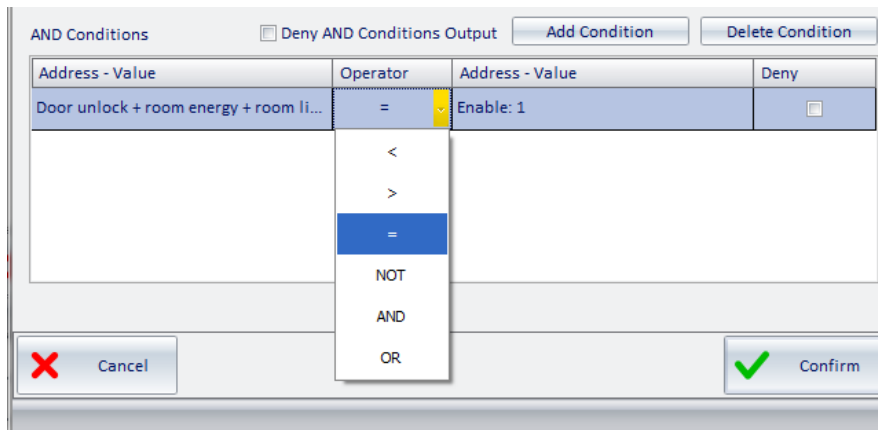 AND Conditions Deny AND Conditions Output Add Condition Delete Condition
Address - Value Operator Address - Value Deny
Door unlock + room energy + room li... = Enable: 1
<
>
=
NOT
AND
OR
Cancel Confirm